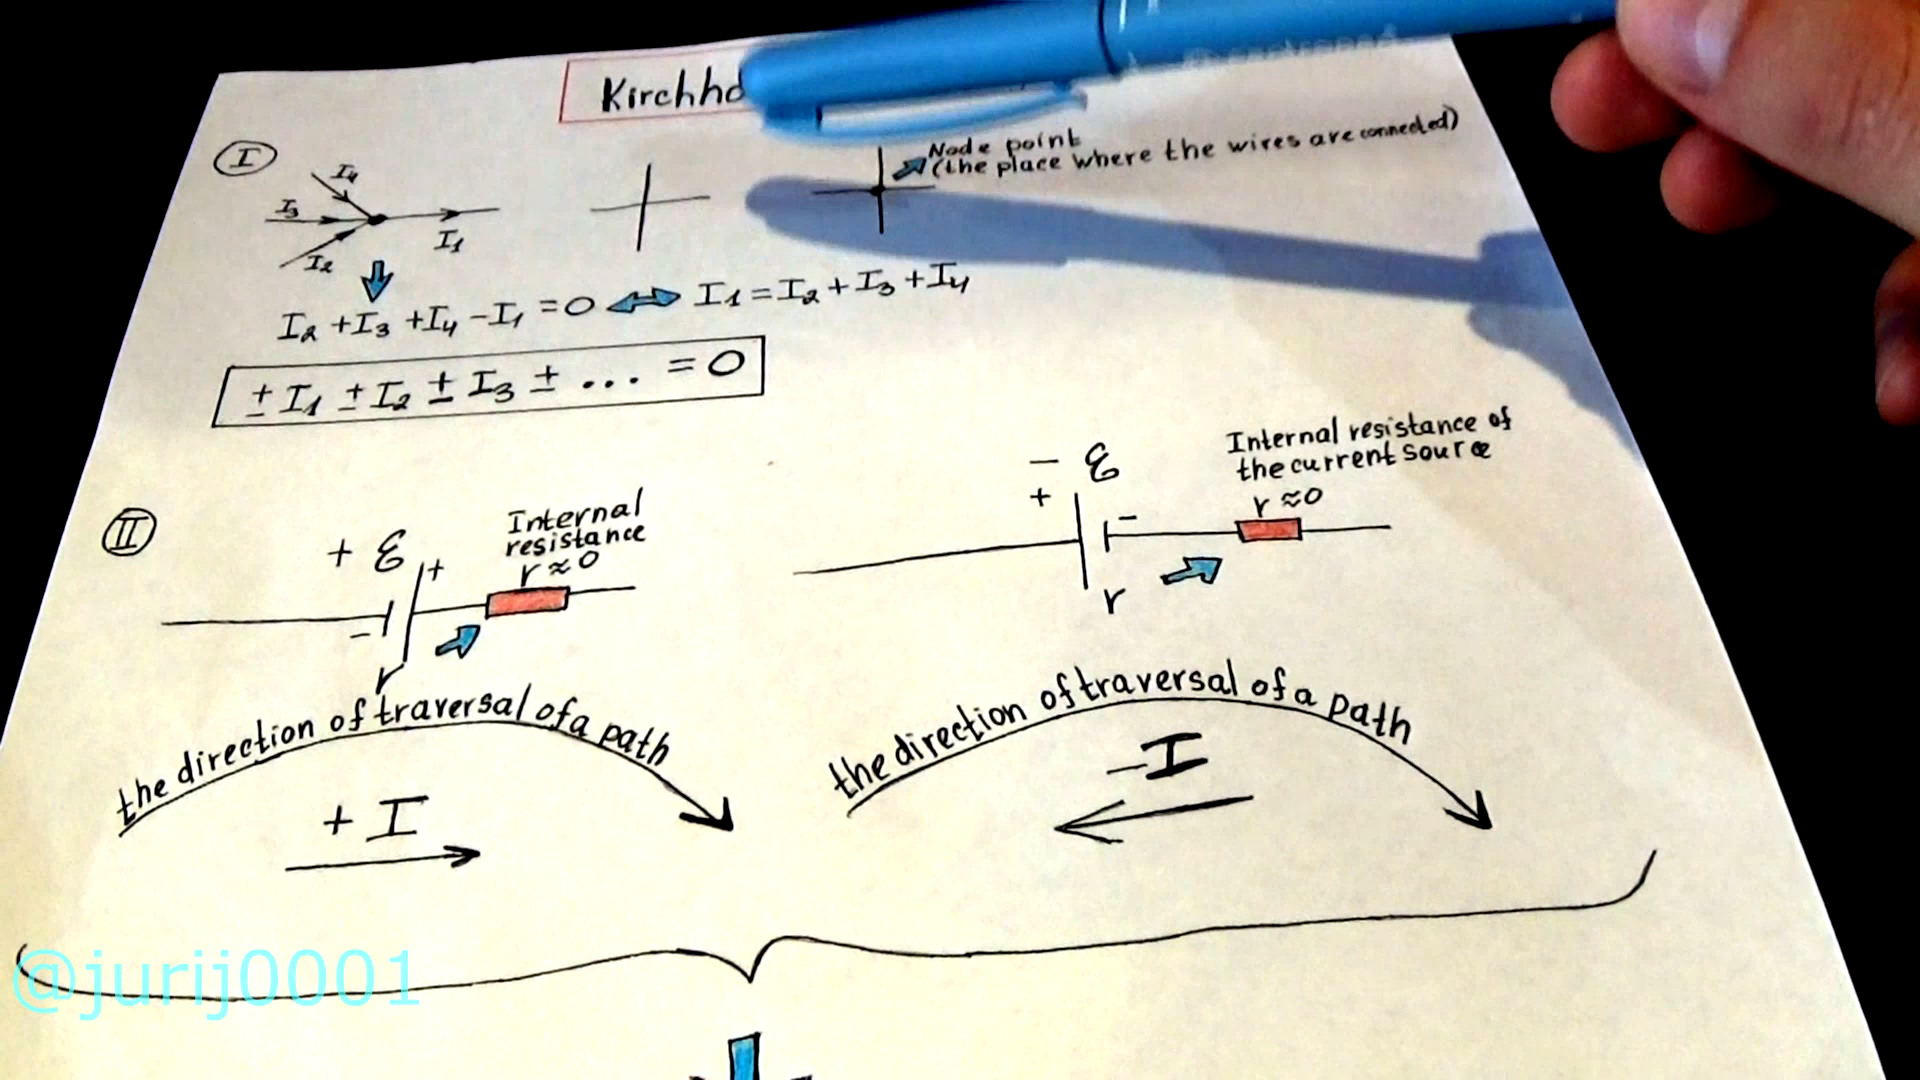 Kirchho
I
Node point
(the place where the wires are connected)
I4
I3
I2
I1
I2 + I3 + I4 - I1 = 0 I1 = I2 + I3 + I4
± I1 ± I2 ± I3 ± ... = 0
II
+ ℰ
+
-
r
Internal
resistance
r ≈ 0
- ℰ
+
-
r
Internal resistance of
the current source
r ≈ 0
the direction of traversal of a path
+ I
the direction of traversal of a path
- I
@jurij0001